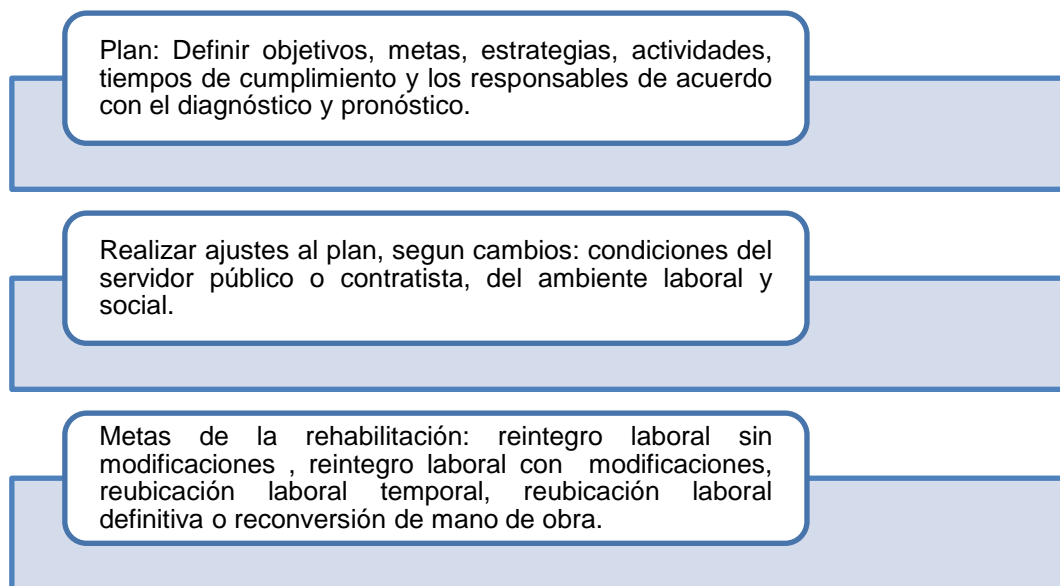 Plan: Definir objetivos, metas, estrategias, actividades,
tiempos de cumplimiento y los responsables de acuerdo
con el diagnóstico y pronóstico.
Realizar ajustes al plan, segun cambios: condiciones del
servidor público o contratista, del ambiente laboral y
social.
Metas de la rehabilitación: reintegro laboral sin
modificaciones , reintegro laboral con modificaciones,
reubicación laboral temporal, reubicación laboral
definitiva o reconversión de mano de obra.